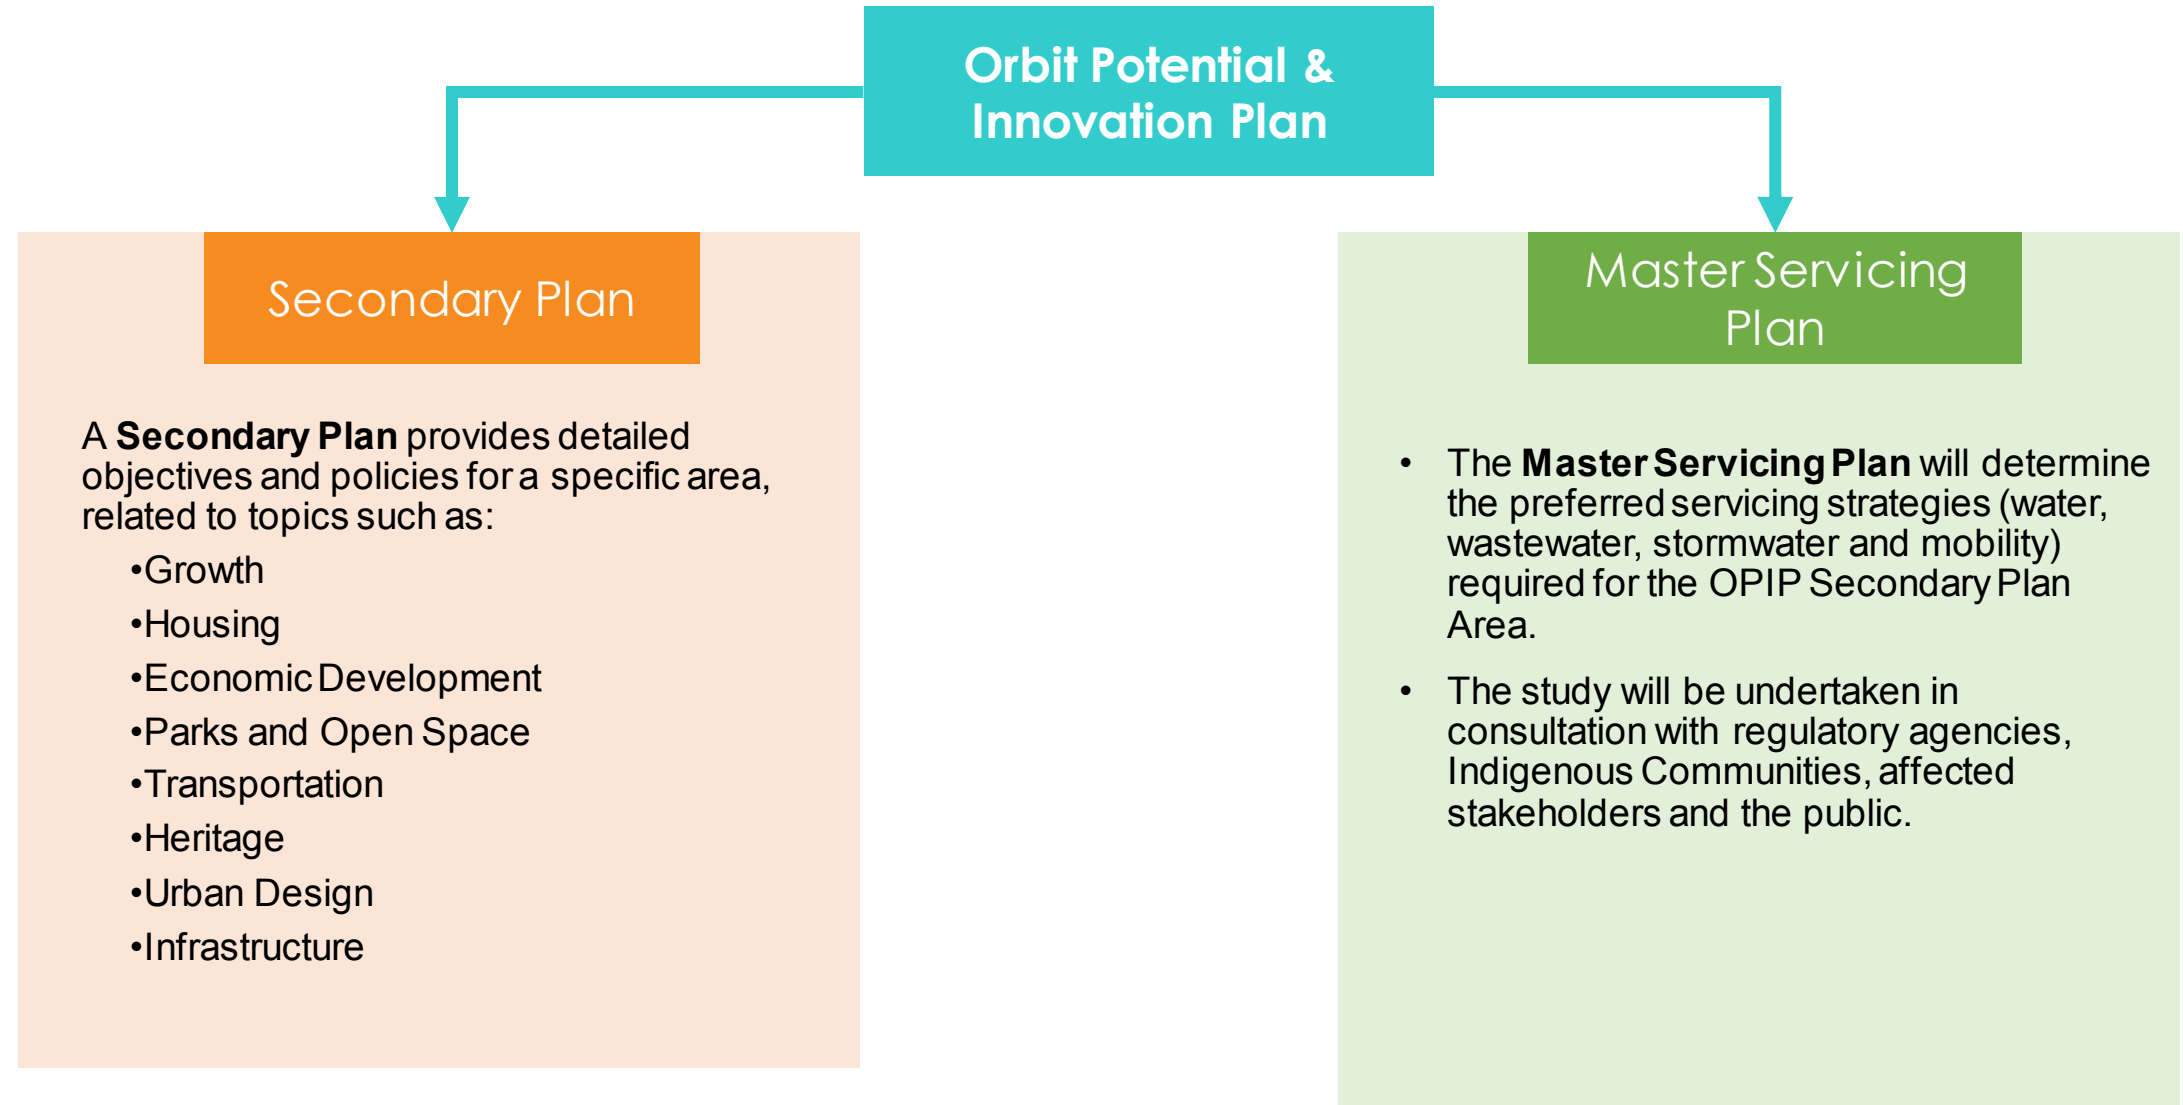 Orbit Potential &
Innovation Plan
Secondary Plan
A Secondary Plan provides detailed
objectives and policies for a specific area,
related to topics such as:
•Growth
•Housing
•Economic Development
•Parks and Open Space
•Transportation
•Heritage
•Urban Design
•Infrastructure
Master Servicing
Plan
• The Master Servicing Plan will determine
the preferred servicing strategies (water,
wastewater, stormwater and mobility)
required for the OPIP Secondary Plan
Area.
• The study will be undertaken in
consultation with regulatory agencies,
Indigenous Communities, affected
stakeholders and the public.